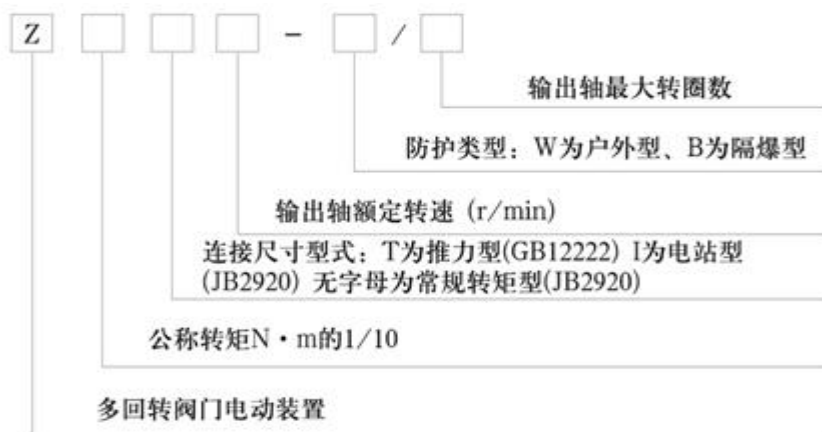 Z - /
输出轴最大转圈数
防护类型：W为户外型、B为隔爆型
输出轴额定转速 (r/min)
连接尺寸型式：T为推力型(GB12222) I为电站型
(JB2920) 无字母为常规转矩型(JB2920)
公称转矩N・m的1/10
多回转阀门电动装置